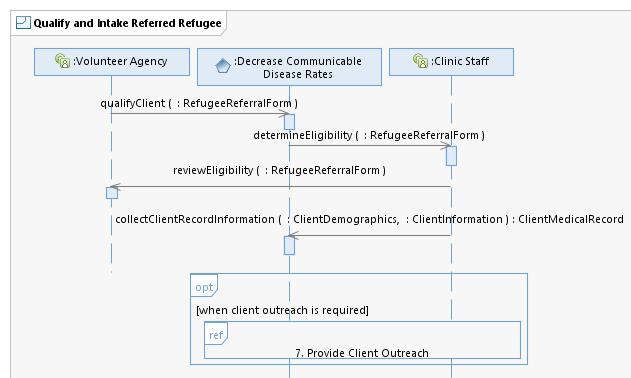 Qualify and Intake Referred Refugee
:Volunteer Agency
:Decrease Communicable
Disease Rates
:Clinic Staff
qualifyClient ( : RefugeeReferralForm )
determineEligibility ( : RefugeeReferralForm )
reviewEligibility ( : RefugeeReferralForm )
collectClientRecordInformation ( : ClientDemographics, : ClientInformation ) : ClientMedicalRecord
opt
[when client outreach is required]
ref
7. Provide Client Outreach